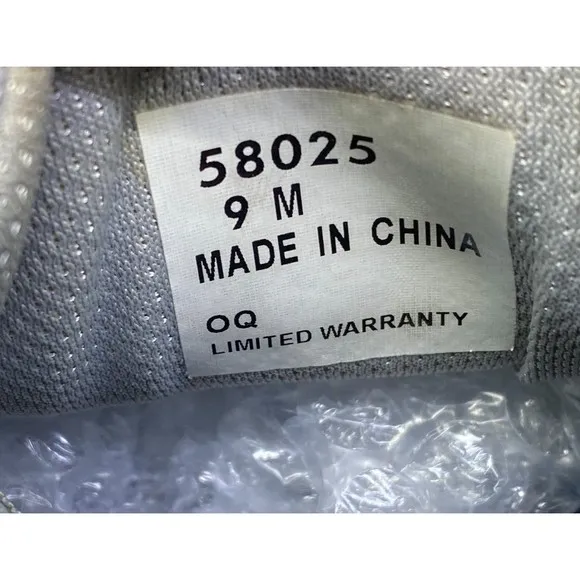 58025
9 M
MADE IN CHINA
OQ
LIMITED WARRANTY